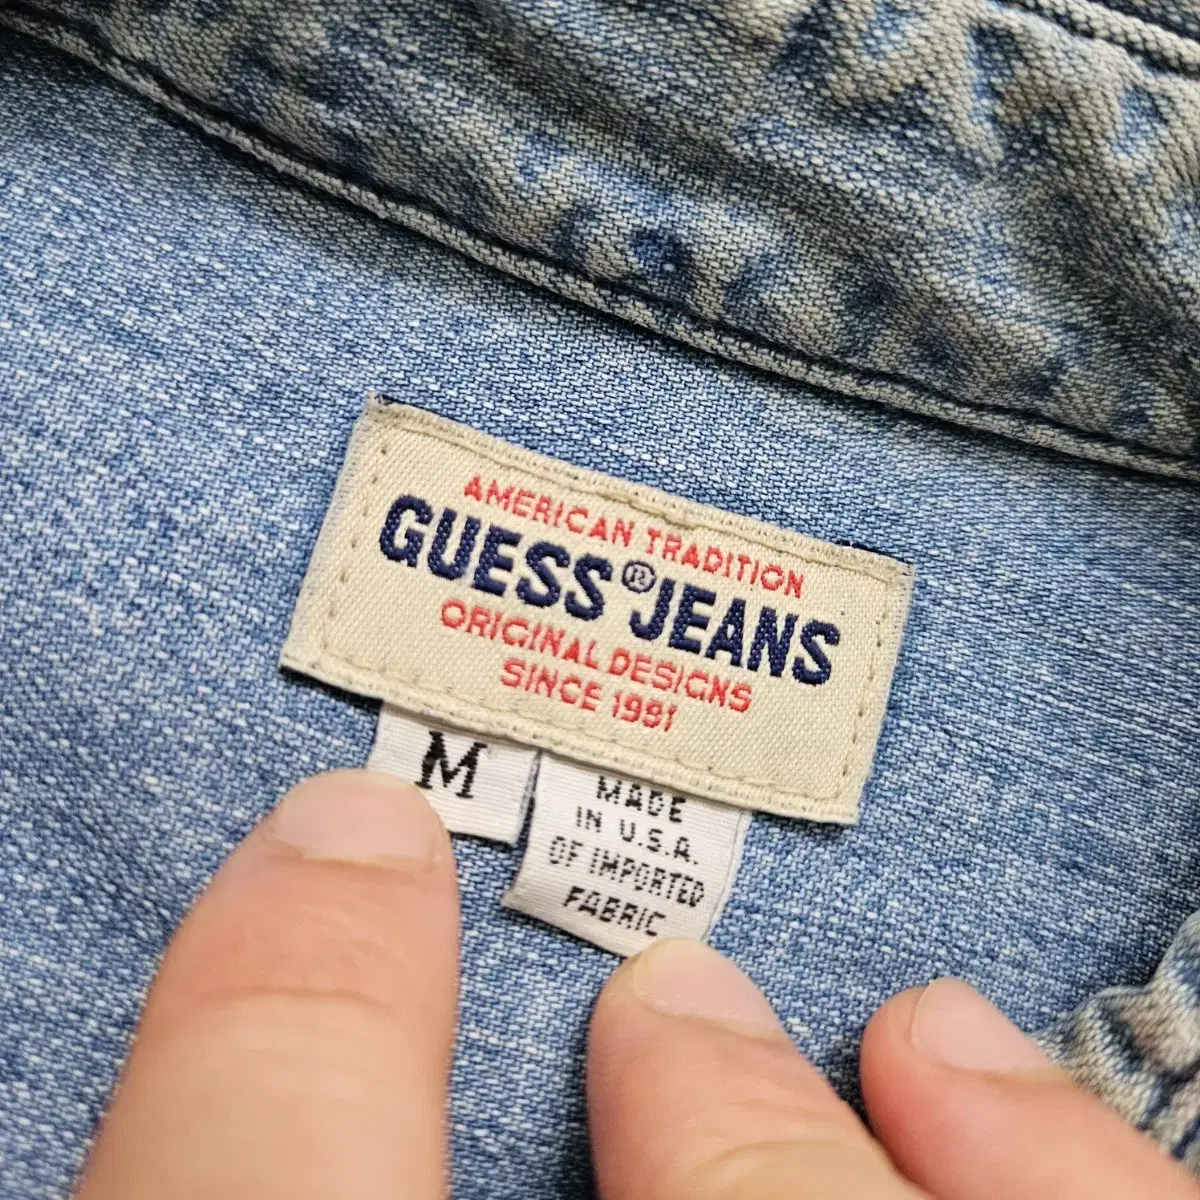 AMERICAN TRADITION
GUESS® JEANS
ORIGINAL DESIGNS
SINCE 1981
M
MADE
IN U.S.A.
OF IMPORTED
FABRIC